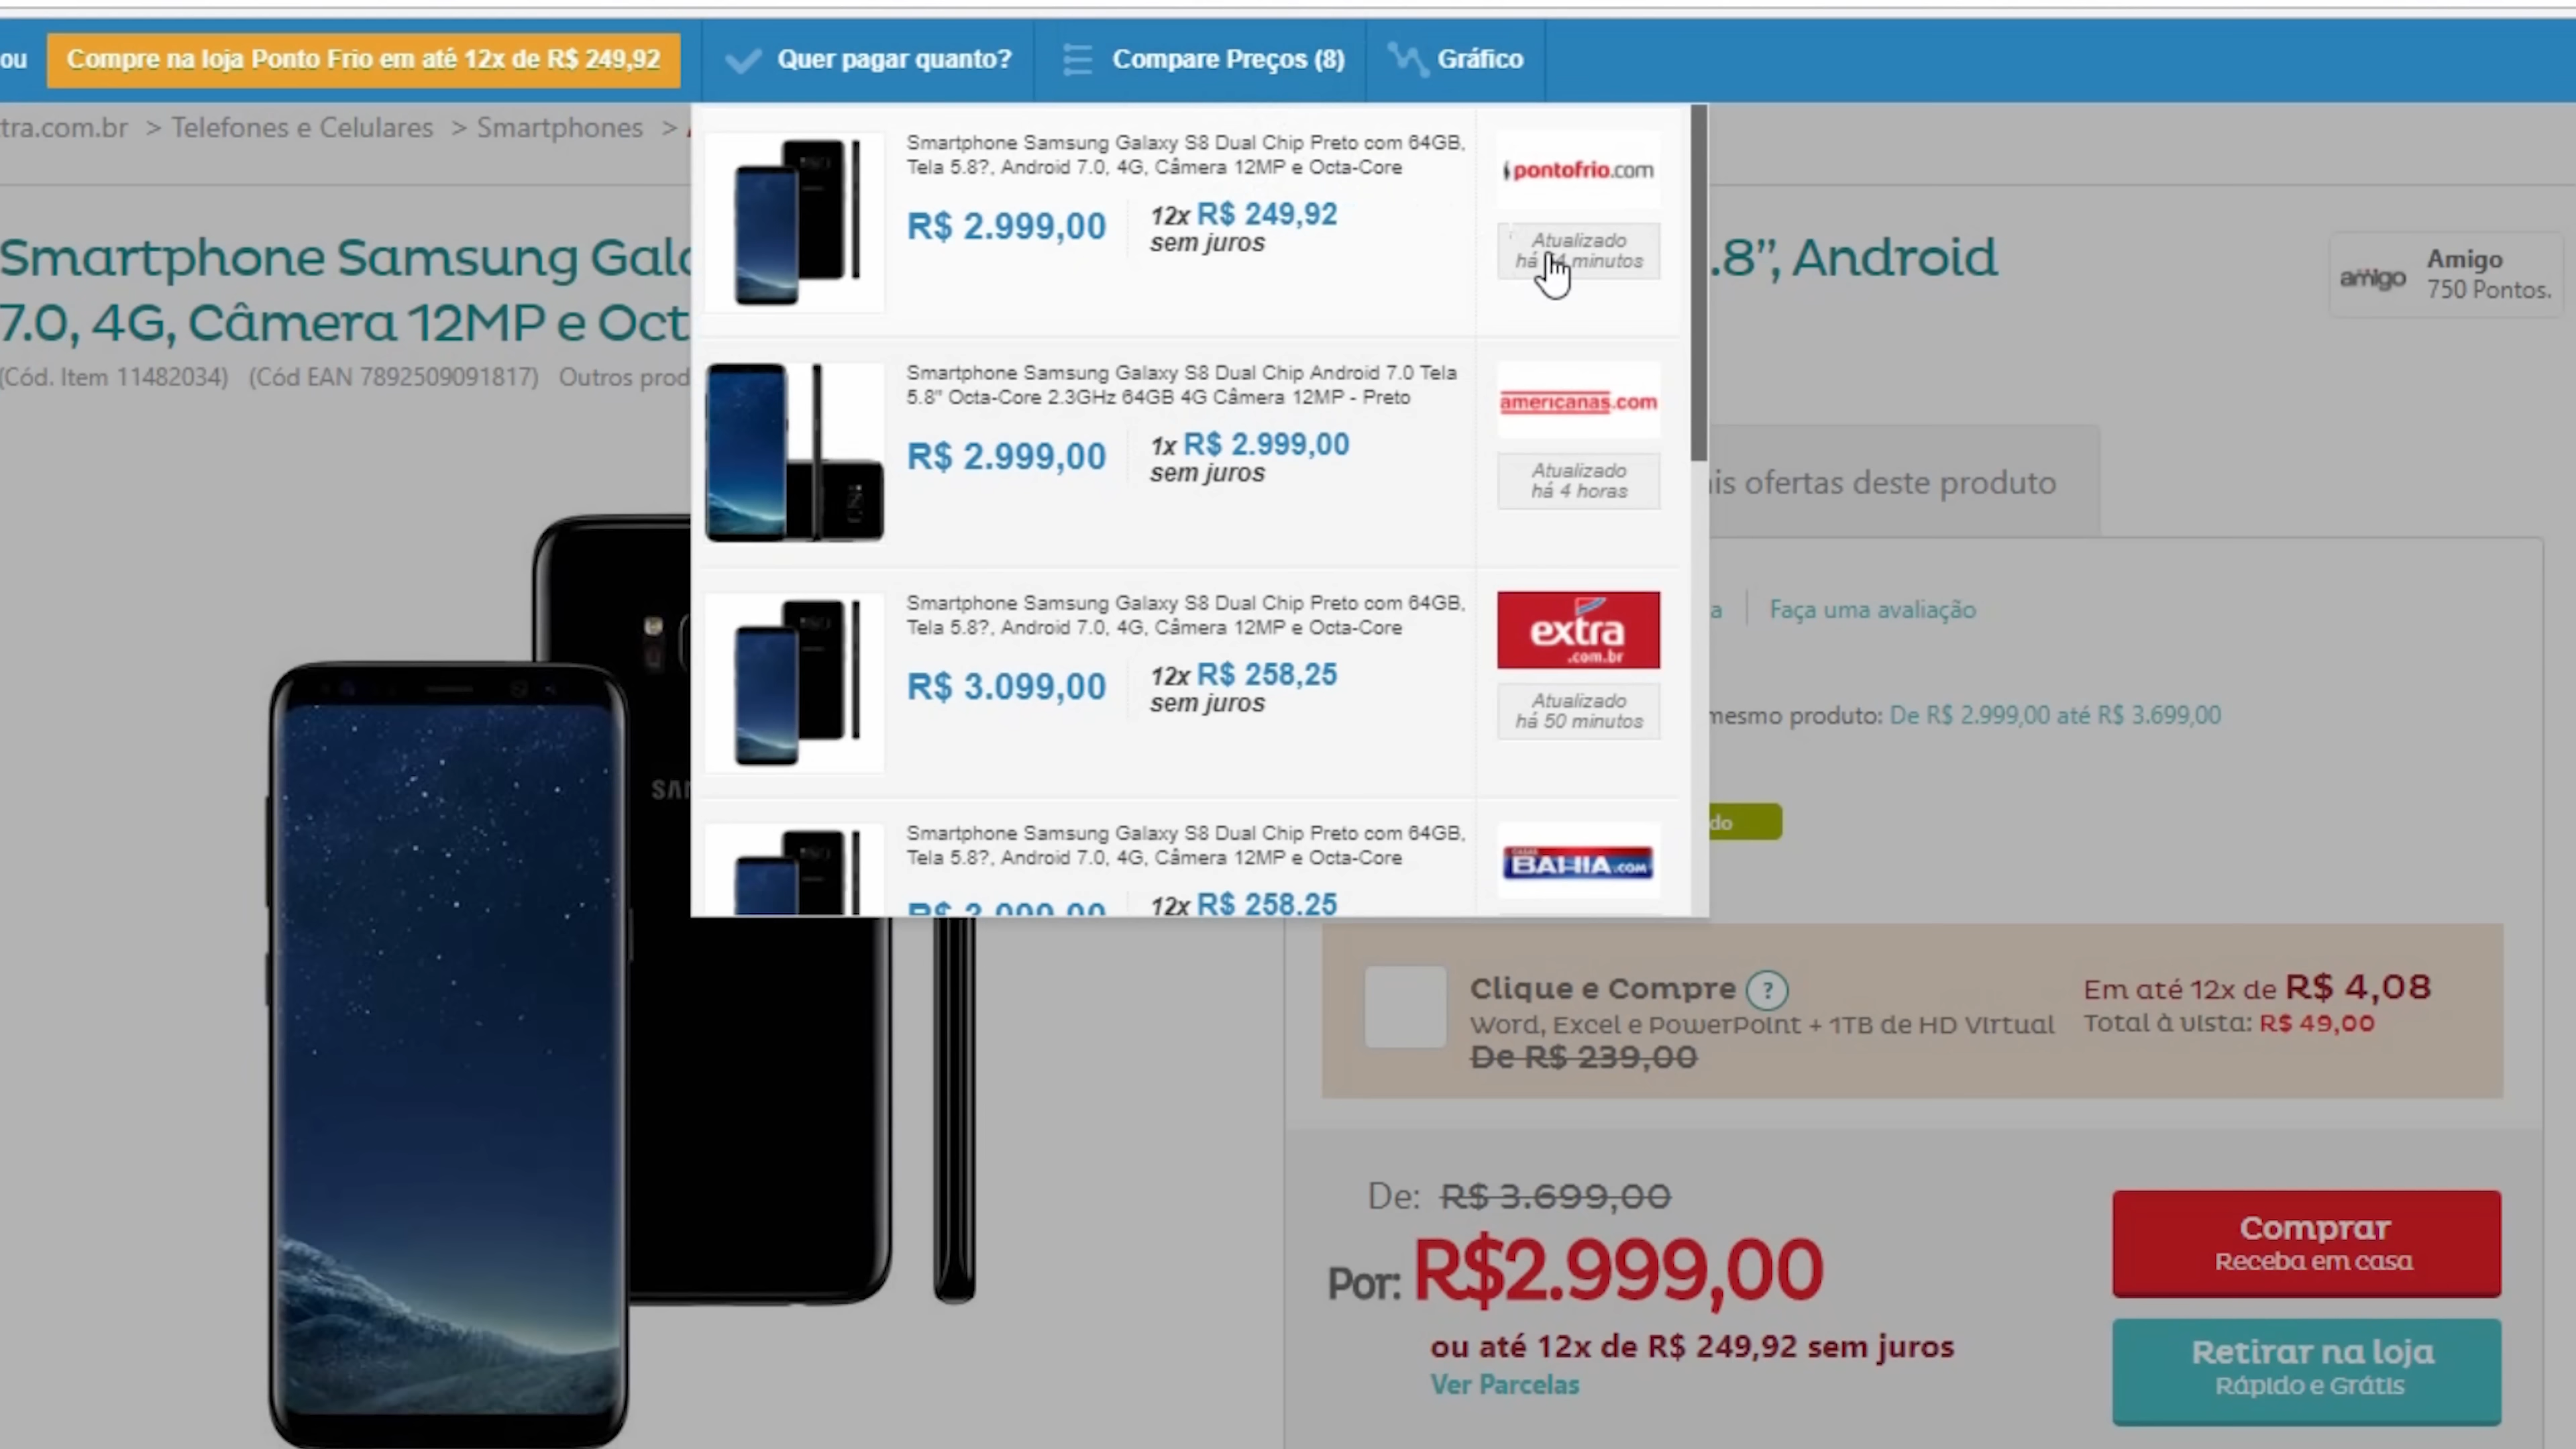 ou
Compre na loja Ponto Frio em até 12x de R$ 249,92
Quer pagar quanto?
Compare Preços (8)
Gráfico
tra.com.br > Telefones e Celulares > Smartphones >
Smartphone Samsung Gala
.8”, Android
7.0, 4G, Câmera 12MP e Oct
(Cód. Item 11482034) (Cód EAN 7892509091817) Outros prod
amigo
Amigo
750 Pontos.
Smartphone Samsung Galaxy S8 Dual Chip Preto com 64GB,
Tela 5.8?, Android 7.0, 4G, Câmera 12MP e Octa-Core
R$ 2.999,00
12x R$ 249,92
sem juros
pontofrio.com
Atualizado
há 4 minutos
Smartphone Samsung Galaxy S8 Dual Chip Android 7.0 Tela
5.8" Octa-Core 2.3GHz 64GB 4G Câmera 12MP - Preto
R$ 2.999,00
1x R$ 2.999,00
sem juros
americanas.com
Atualizado
há 4 horas
Smartphone Samsung Galaxy S8 Dual Chip Preto com 64GB,
Tela 5.8?, Android 7.0, 4G, Câmera 12MP e Octa-Core
R$ 3.099,00
12x R$ 258,25
sem juros
extra
.com.br
Atualizado
há 50 minutos
Smartphone Samsung Galaxy S8 Dual Chip Preto com 64GB,
Tela 5.8?, Android 7.0, 4G, Câmera 12MP e Octa-Core
12x R$ 258,25
CASAS
BAHIA.COM
is ofertas deste produto
a
Faça uma avaliação
mesmo produto: De R$ 2.999,00 até R$ 3.699,00
do
SAM
Clique e Compre ?
Word, Excel e PowerPoint + 1TB de HD Virtual
De R$ 239,00
Em até 12x de R$ 4,08
Total à vista: R$ 49,00
De: R$ 3.699,00
Por: R$2.999,00
ou até 12x de R$ 249,92 sem juros
Ver Parcelas
Comprar
Receba em casa
Retirar na loja
Rápido e Grátis